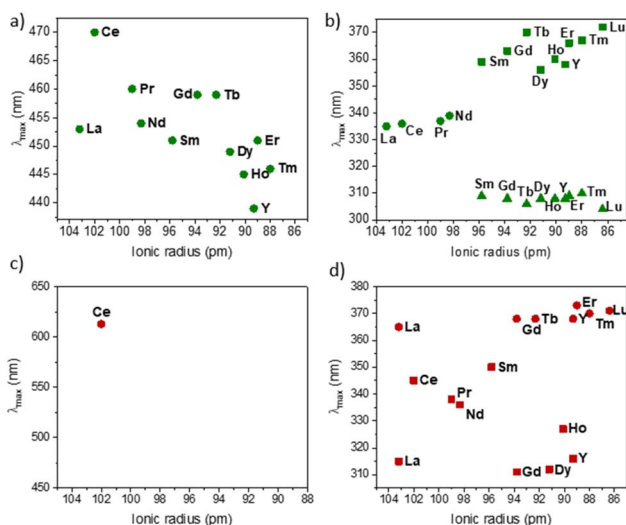 a)
470
465
460
455
450
445
440
λmax (nm)
104 102 100 98 96 94 92 90 88 86
Ionic radius (pm)
Ce
Pr
Gd
Tb
La
Nd
Sm
Er
Dy
Ho
Tm
Y
b)
370
360
350
340
330
320
310
300
λmax (nm)
104 102 100 98 96 94 92 90 88 86
Ionic radius (pm)
Lu
Tb
Er
Tm
Gd
Ho
Sm
Y
Dy
Nd
Ce
La
Pr
Sm Gd Tb Dy Y Tm
Ho Er Lu
c)
650
600
550
500
450
λmax (nm)
104 102 100 98 96 94 92 90 88
Ionic radius (pm)
Ce
d)
380
370
360
350
340
330
320
310
λmax (nm)
104 102 100 98 96 94 92 90 88 86
Ionic radius (pm)
Er
Lu
La
Gd
Tb
Y
Tm
Sm
Ce
Pr
Nd
Ho
La
Gd
Dy
Y